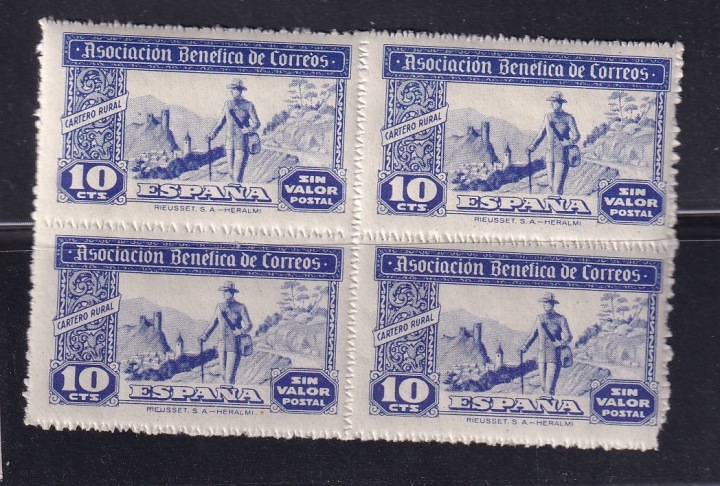 · Asociación Benefica de Correos ·
CARTERO RURAL
10 CTS
ESPAÑA
SIN VALOR POSTAL
RIEUSSET. S. A.-HERALMI
· Asociación Benefica de Correos ·
CARTERO RURAL
10 CTS
ESPAÑA
SIN VALOR POSTAL
RIEUSSET. S. A.-HERALMI
· Asociación Benefica de Correos ·
CARTERO RURAL
10 CTS
ESPAÑA
SIN VALOR POSTAL
RIEUSSET. S. A-HERALMI.
· Asociación Benefica de Correos ·
CARTERO RURAL
10 CTS
ESPAÑA
SIN VALOR POSTAL
RIEUSSET. S. A.-HERALMI.